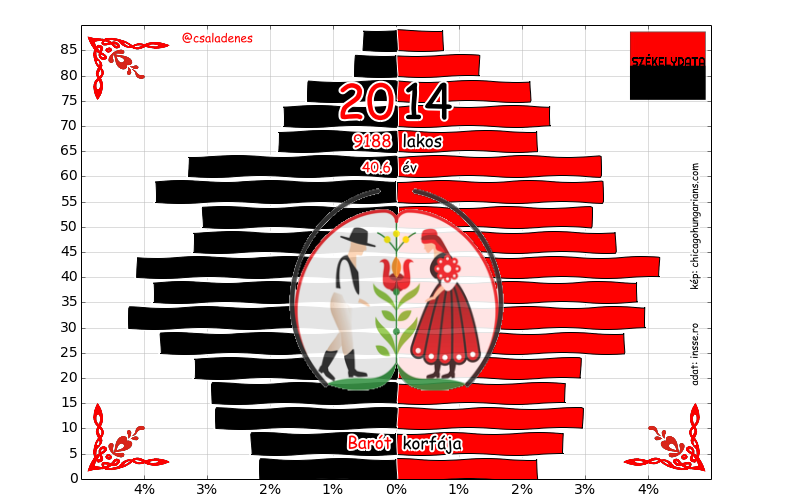 @csaladenes
SZÉKELYDATA
2014
9188 lakos
40.6 év
Barót korfája
kép: chicagohungarians.com
adat: insse.ro
85
80
75
70
65
60
55
50
45
40
35
30
25
20
15
10
5
0
4% 3% 2% 1% 0% 1% 2% 3% 4%